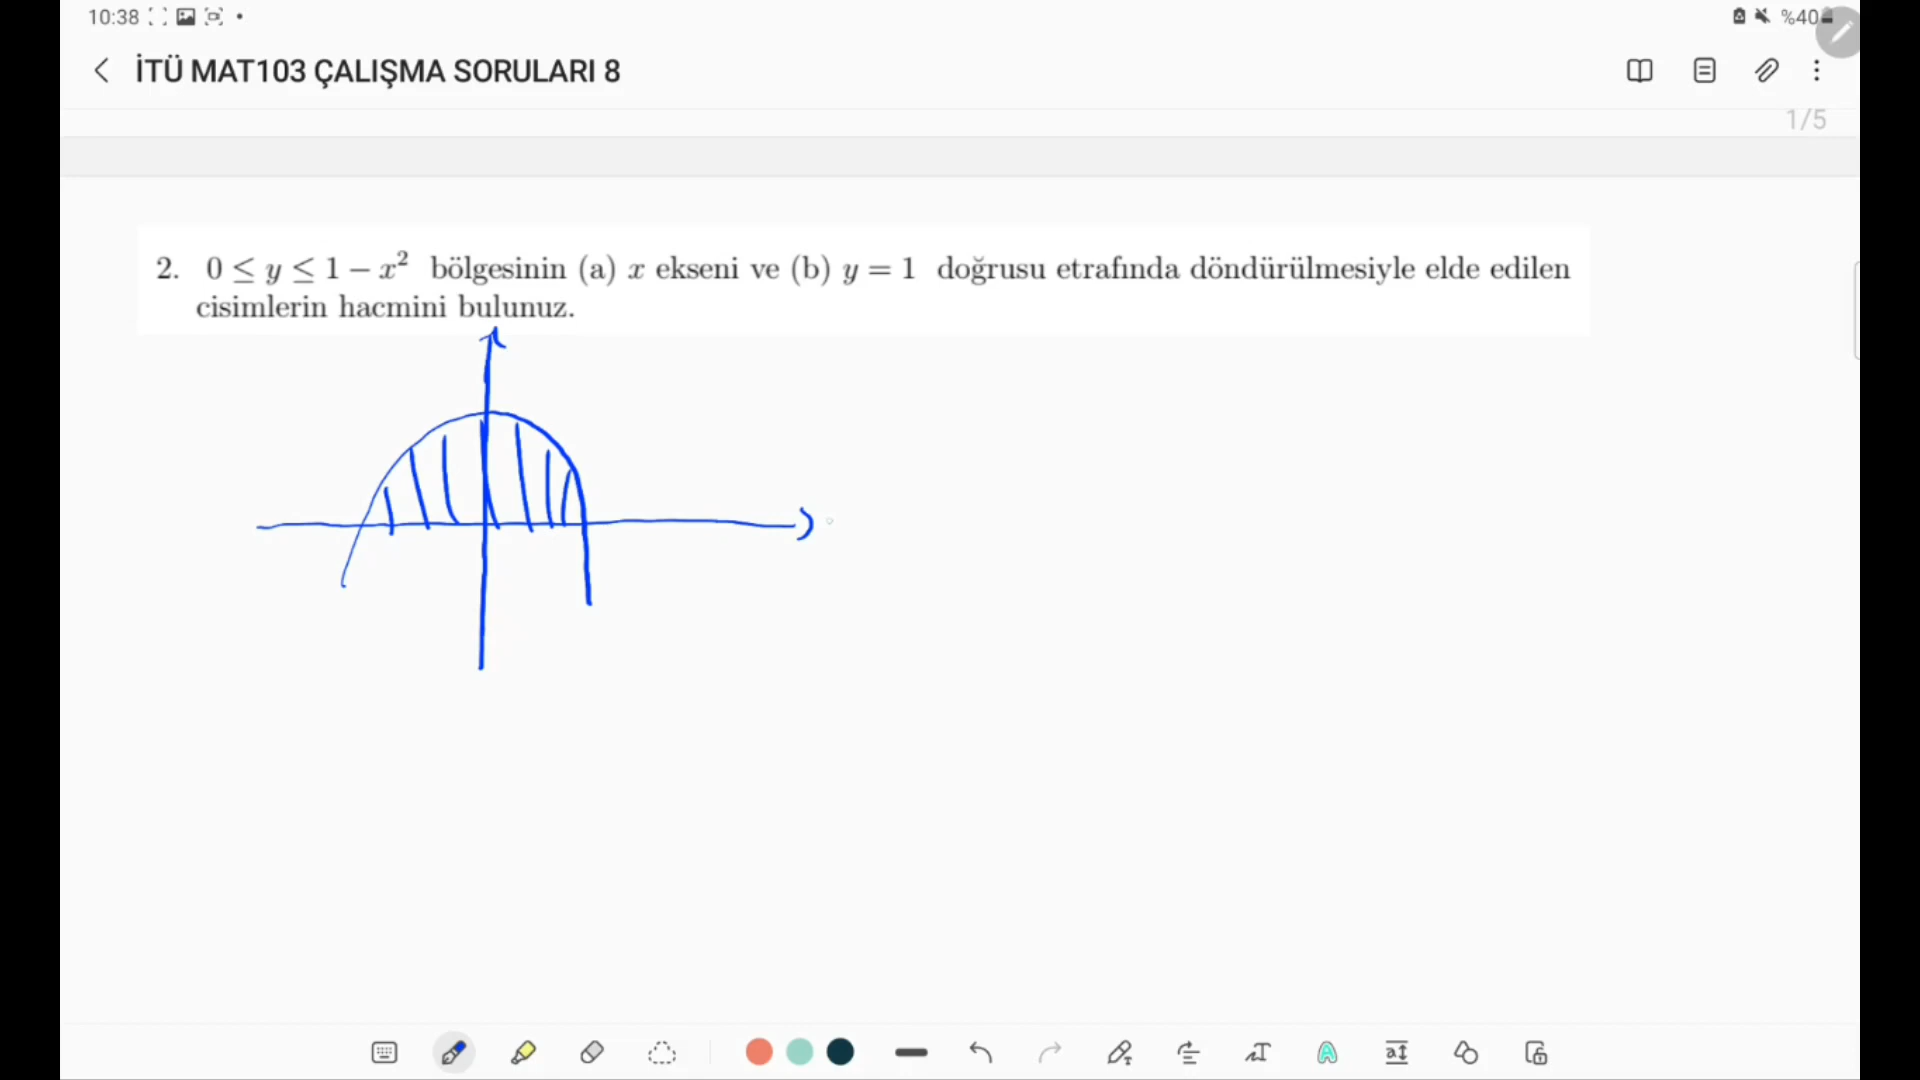 10:38
%40
İTÜ MAT103 ÇALIŞMA SORULARI 8
1/5
2. 0 ≤ y ≤ 1 − x² bölgesinin (a) x ekseni ve (b) y = 1 doğrusu etrafında döndürülmesiyle elde edilen
cisimlerin hacmini bulunuz.